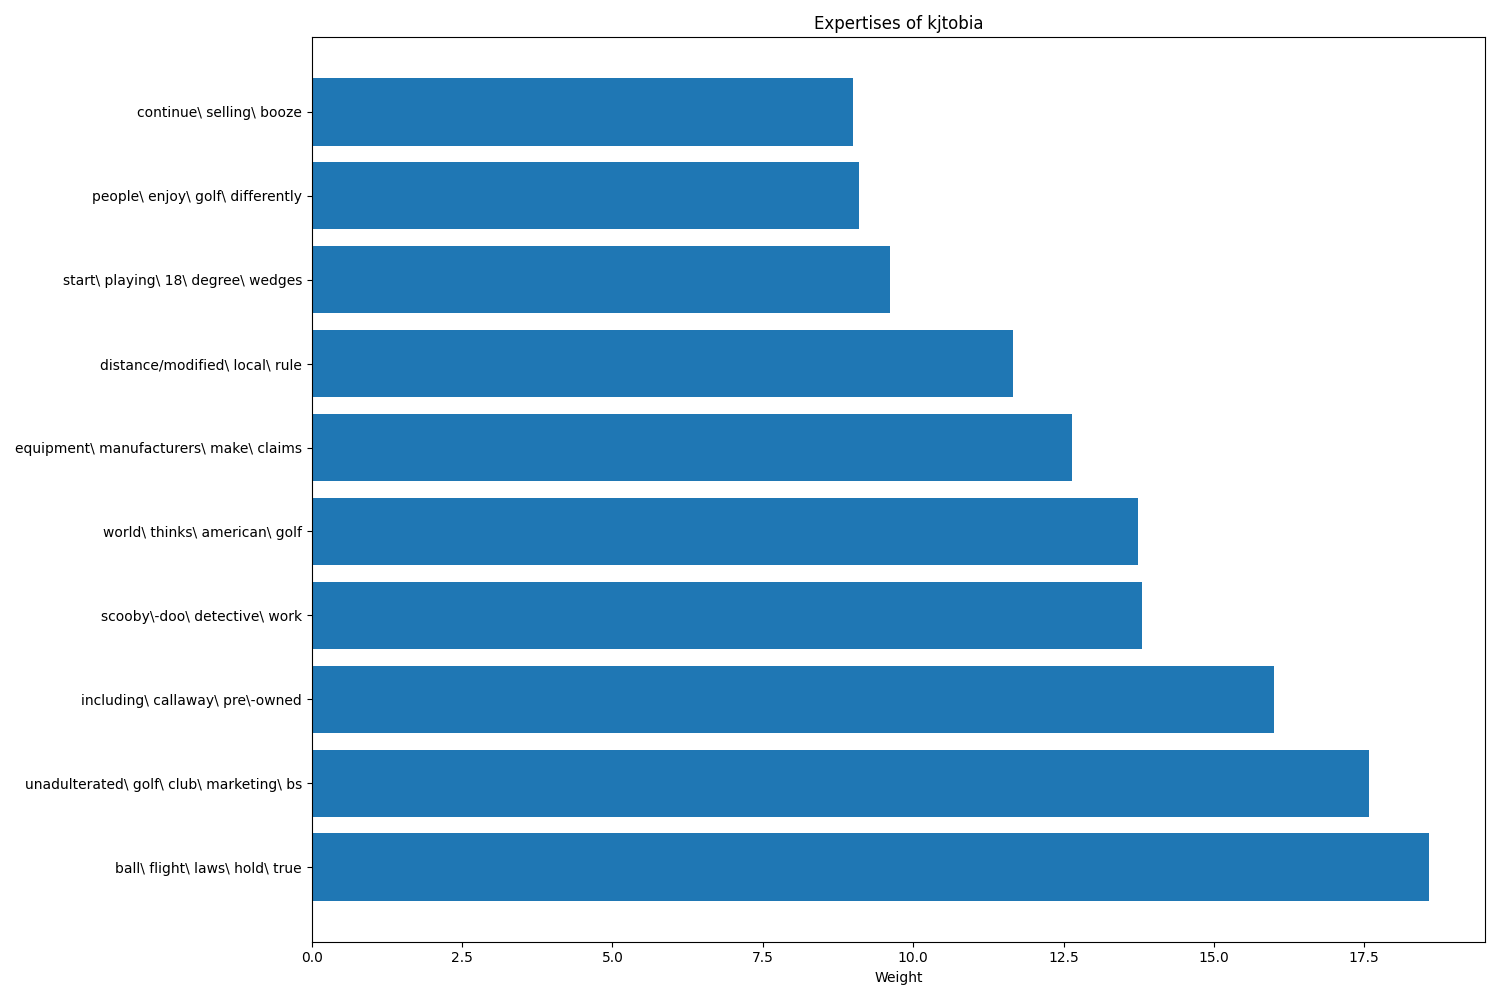 Expertises of kjtobia
continue\ selling\ booze
people\ enjoy\ golf\ differently
start\ playing\ 18\ degree\ wedges
distance/modified\ local\ rule
equipment\ manufacturers\ make\ claims
world\ thinks\ american\ golf
scooby\-doo\ detective\ work
including\ callaway\ pre\-owned
unadulterated\ golf\ club\ marketing\ bs
ball\ flight\ laws\ hold\ true
0.0 2.5 5.0 7.5 10.0 12.5 15.0 17.5
Weight